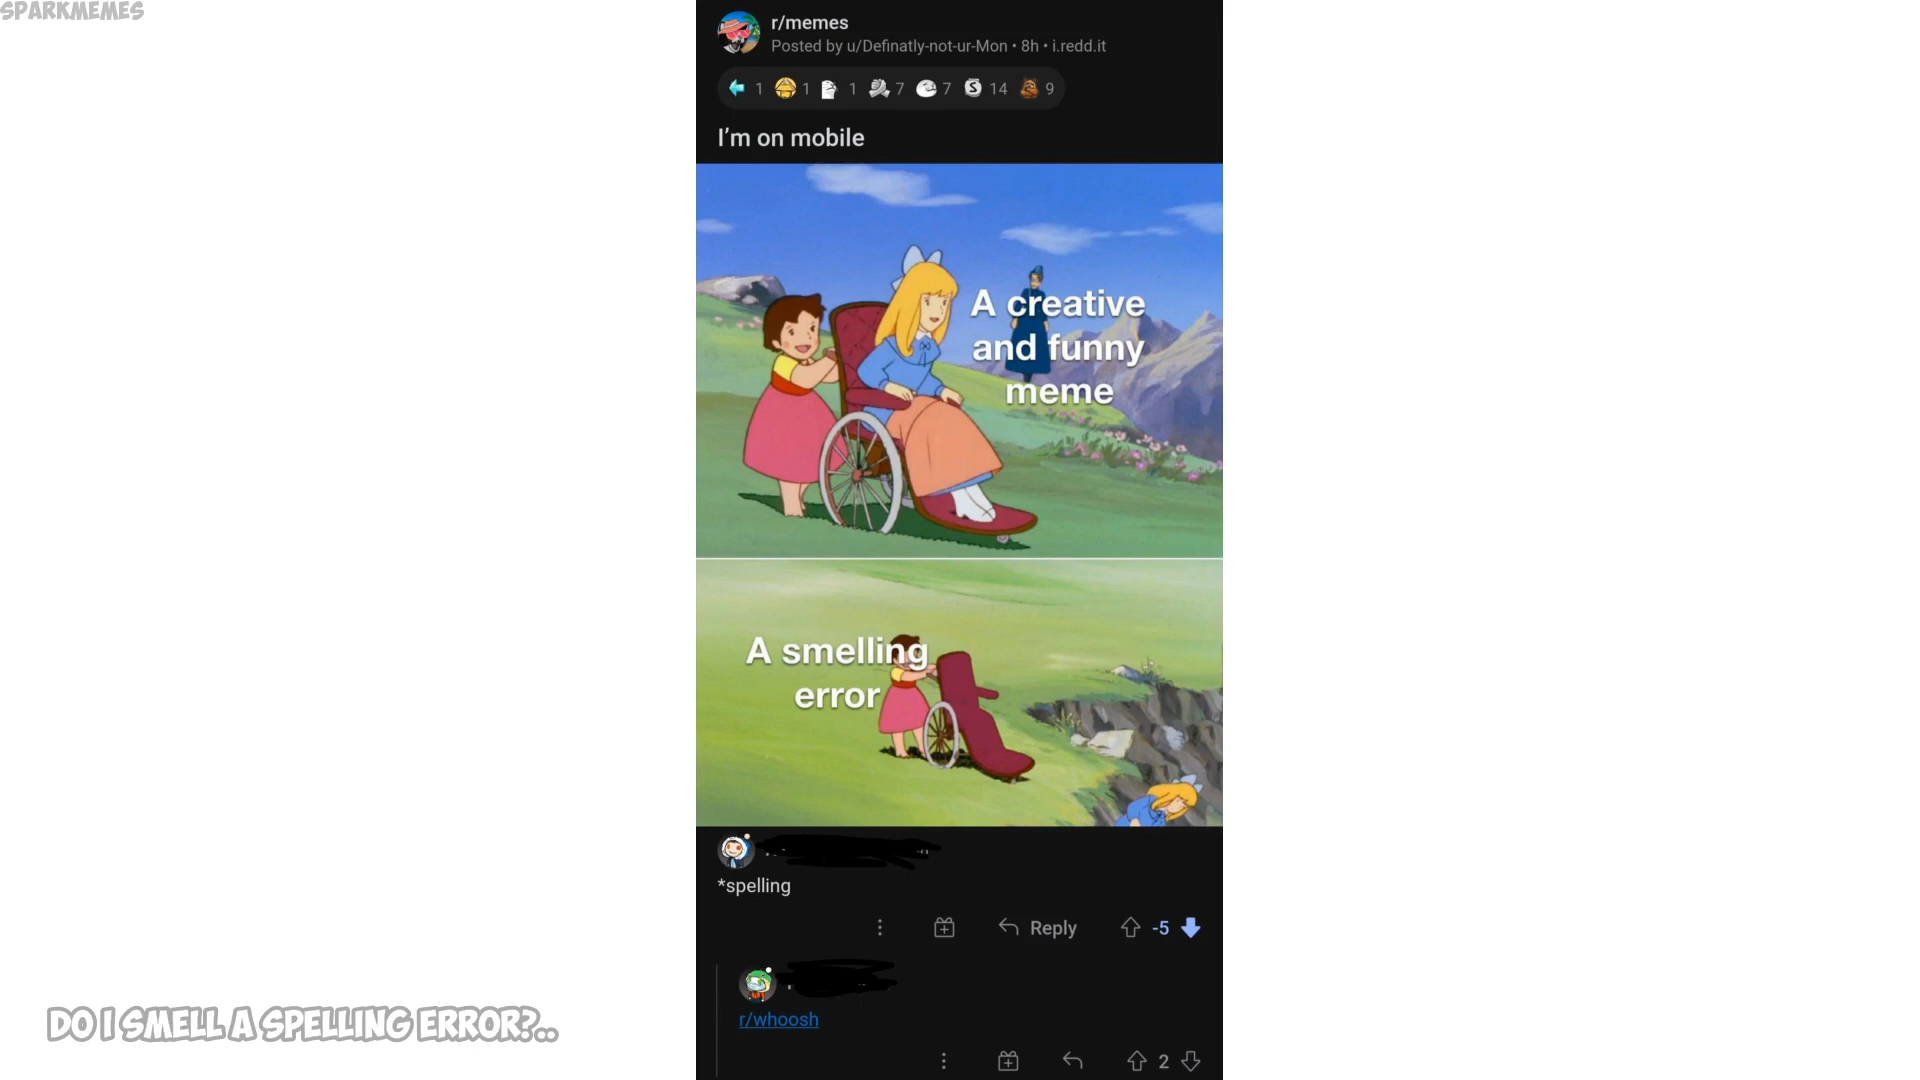 SPARKMEMES
r/memes
Posted by u/Definatly-not-ur-Mon • 8h • i.redd.it
1 1 1 7 7 14 9
I'm on mobile
A creative
and funny
meme
A smelling
error
*spelling
Reply -5
r/whoosh
2
DO I SMELL A SPELLING ERROR?..